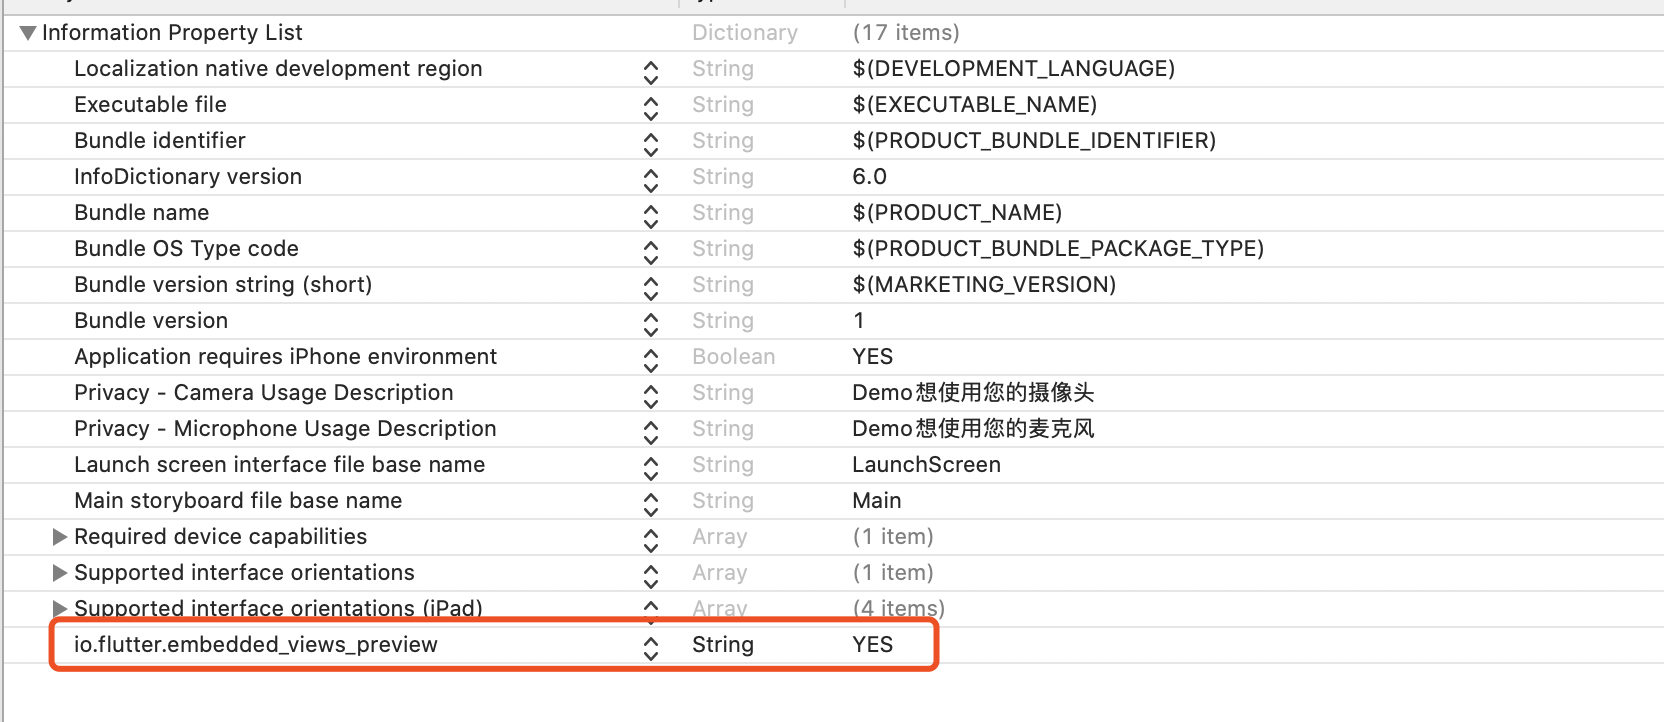 Information Property List Dictionary (17 items)
Localization native development region String $(DEVELOPMENT_LANGUAGE)
Executable file String $(EXECUTABLE_NAME)
Bundle identifier String $(PRODUCT_BUNDLE_IDENTIFIER)
InfoDictionary version String 6.0
Bundle name String $(PRODUCT_NAME)
Bundle OS Type code String $(PRODUCT_BUNDLE_PACKAGE_TYPE)
Bundle version string (short) String $(MARKETING_VERSION)
Bundle version String 1
Application requires iPhone environment Boolean YES
Privacy - Camera Usage Description String Demo想使用您的摄像头
Privacy - Microphone Usage Description String Demo想使用您的麦克风
Launch screen interface file base name String LaunchScreen
Main storyboard file base name String Main
Required device capabilities Array (1 item)
Supported interface orientations Array (1 item)
Supported interface orientations (iPad) Array (4 items)
io.flutter.embedded_views_preview String YES